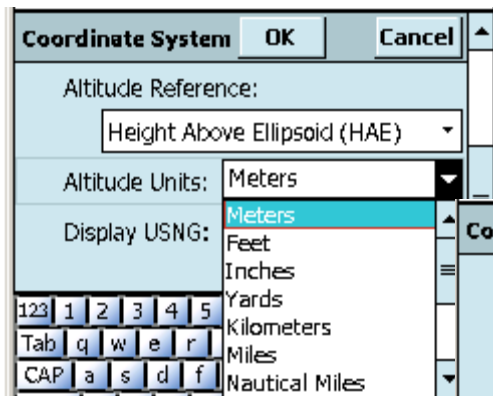 Coordinate System OK Cancel
Altitude Reference:
Height Above Ellipsoid (HAE)
Altitude Units: Meters
Meters
Display USNG:
Feet
Inches
Yards
Kilometers
Miles
Nautical Miles
Co
123 1 2 3 4 5
Tab q w e r
CAP a s d f